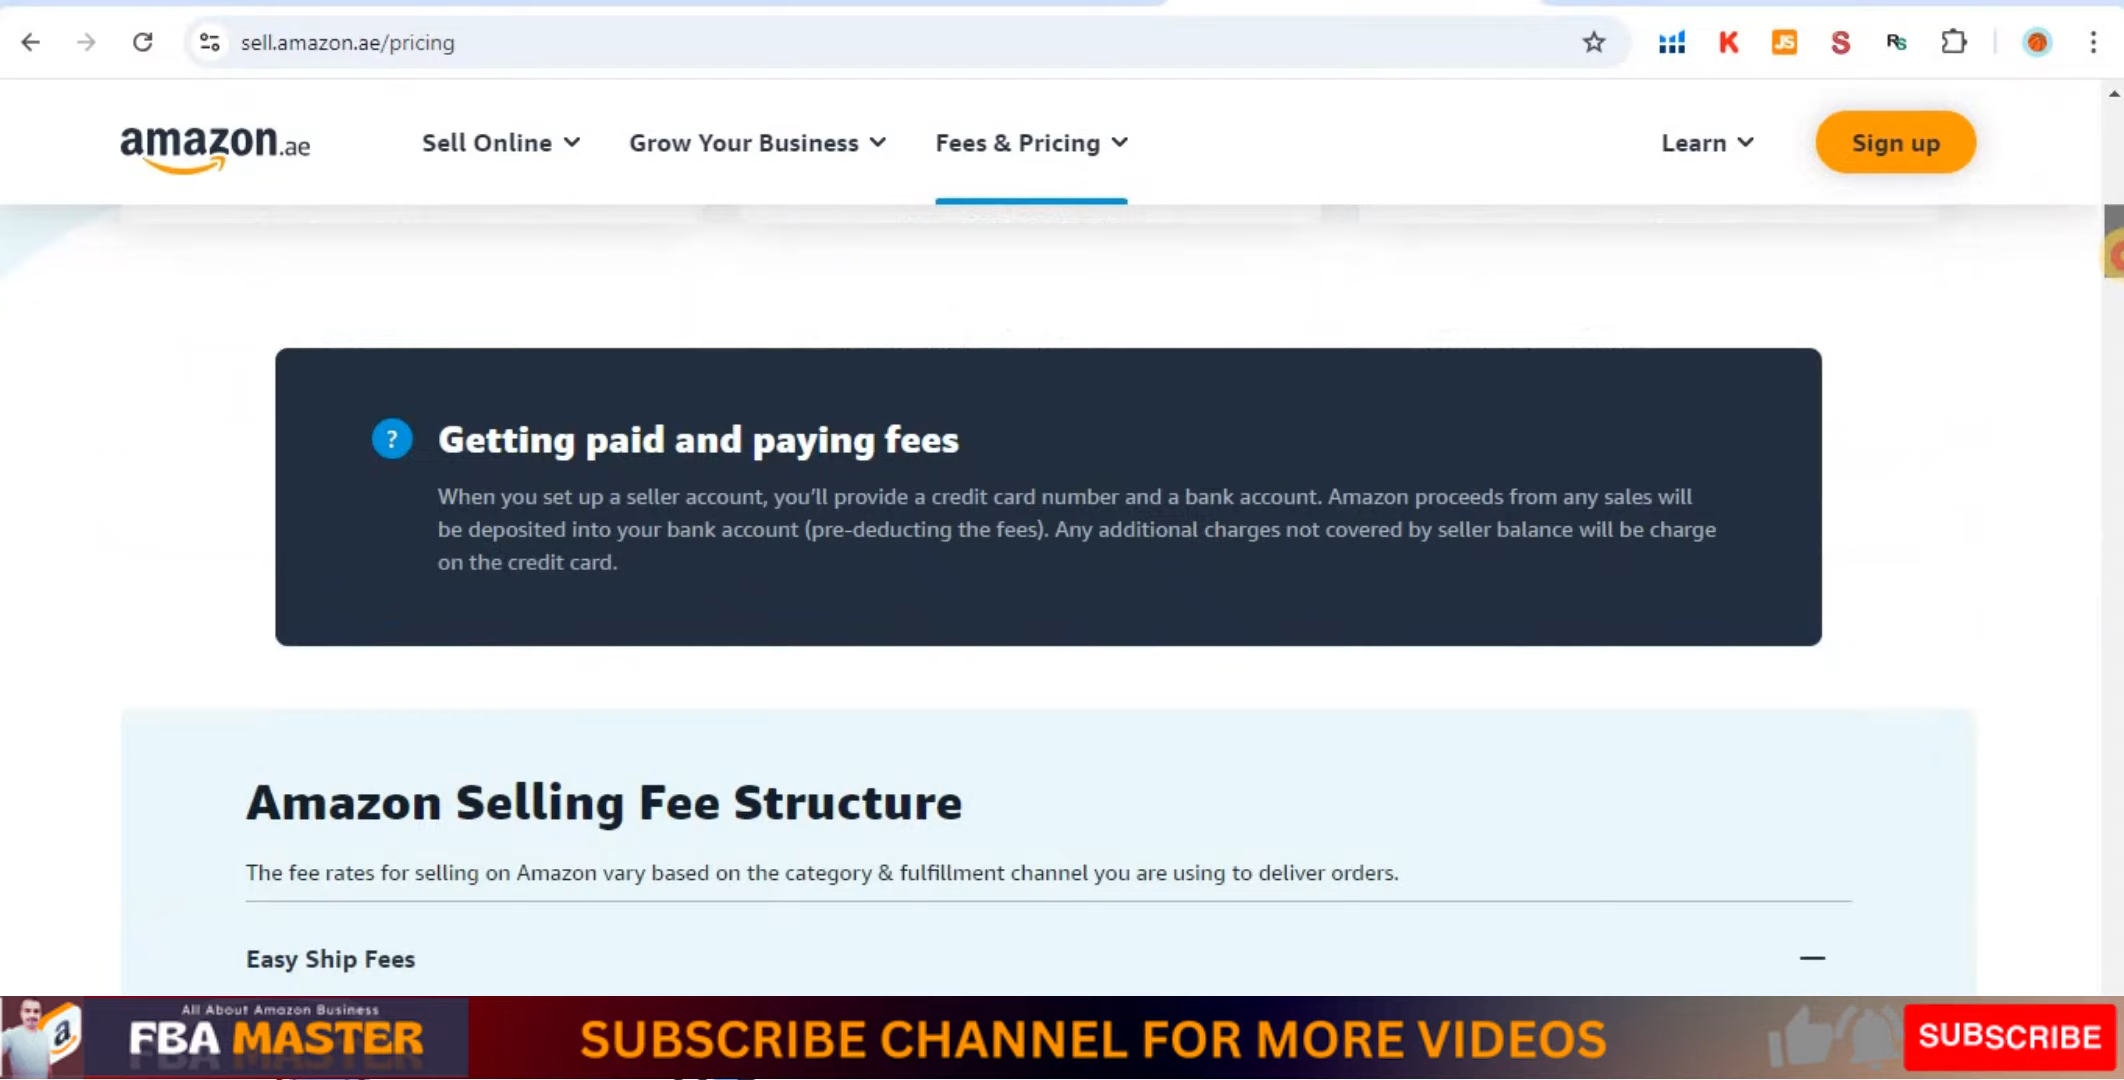 sell.amazon.ae/pricing
K
JS
S
RS
amazon.ae
Sell Online
Grow Your Business
Fees & Pricing
Learn
Sign up
? Getting paid and paying fees
When you set up a seller account, you’ll provide a credit card number and a bank account. Amazon proceeds from any sales will
be deposited into your bank account (pre-deducting the fees). Any additional charges not covered by seller balance will be charge
on the credit card.
Amazon Selling Fee Structure
The fee rates for selling on Amazon vary based on the category & fulfillment channel you are using to deliver orders.
Easy Ship Fees
a
All About Amazon Business
FBA MASTER
SUBSCRIBE CHANNEL FOR MORE VIDEOS
SUBSCRIBE